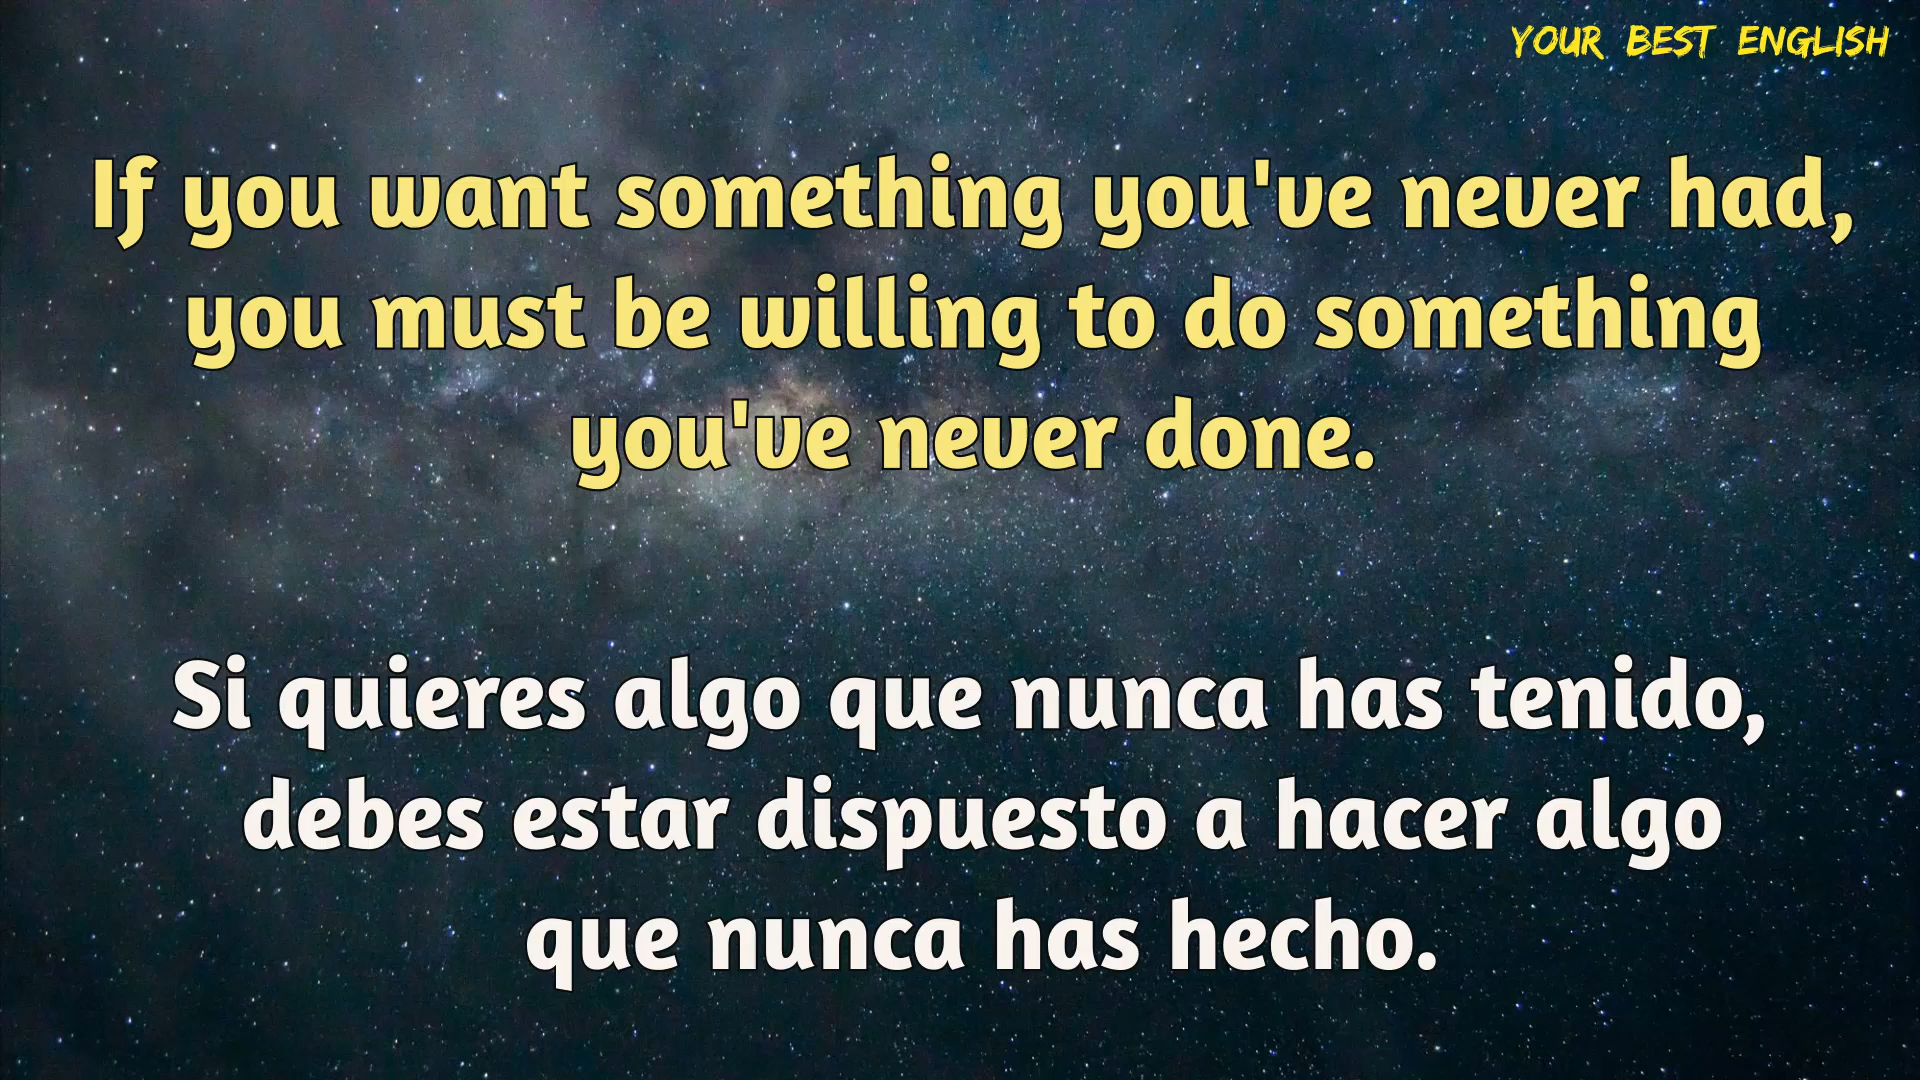 YOUR BEST ENGLISH
If you want something you've never had,
you must be willing to do something
you've never done.
Si quieres algo que nunca has tenido,
debes estar dispuesto a hacer algo
que nunca has hecho.